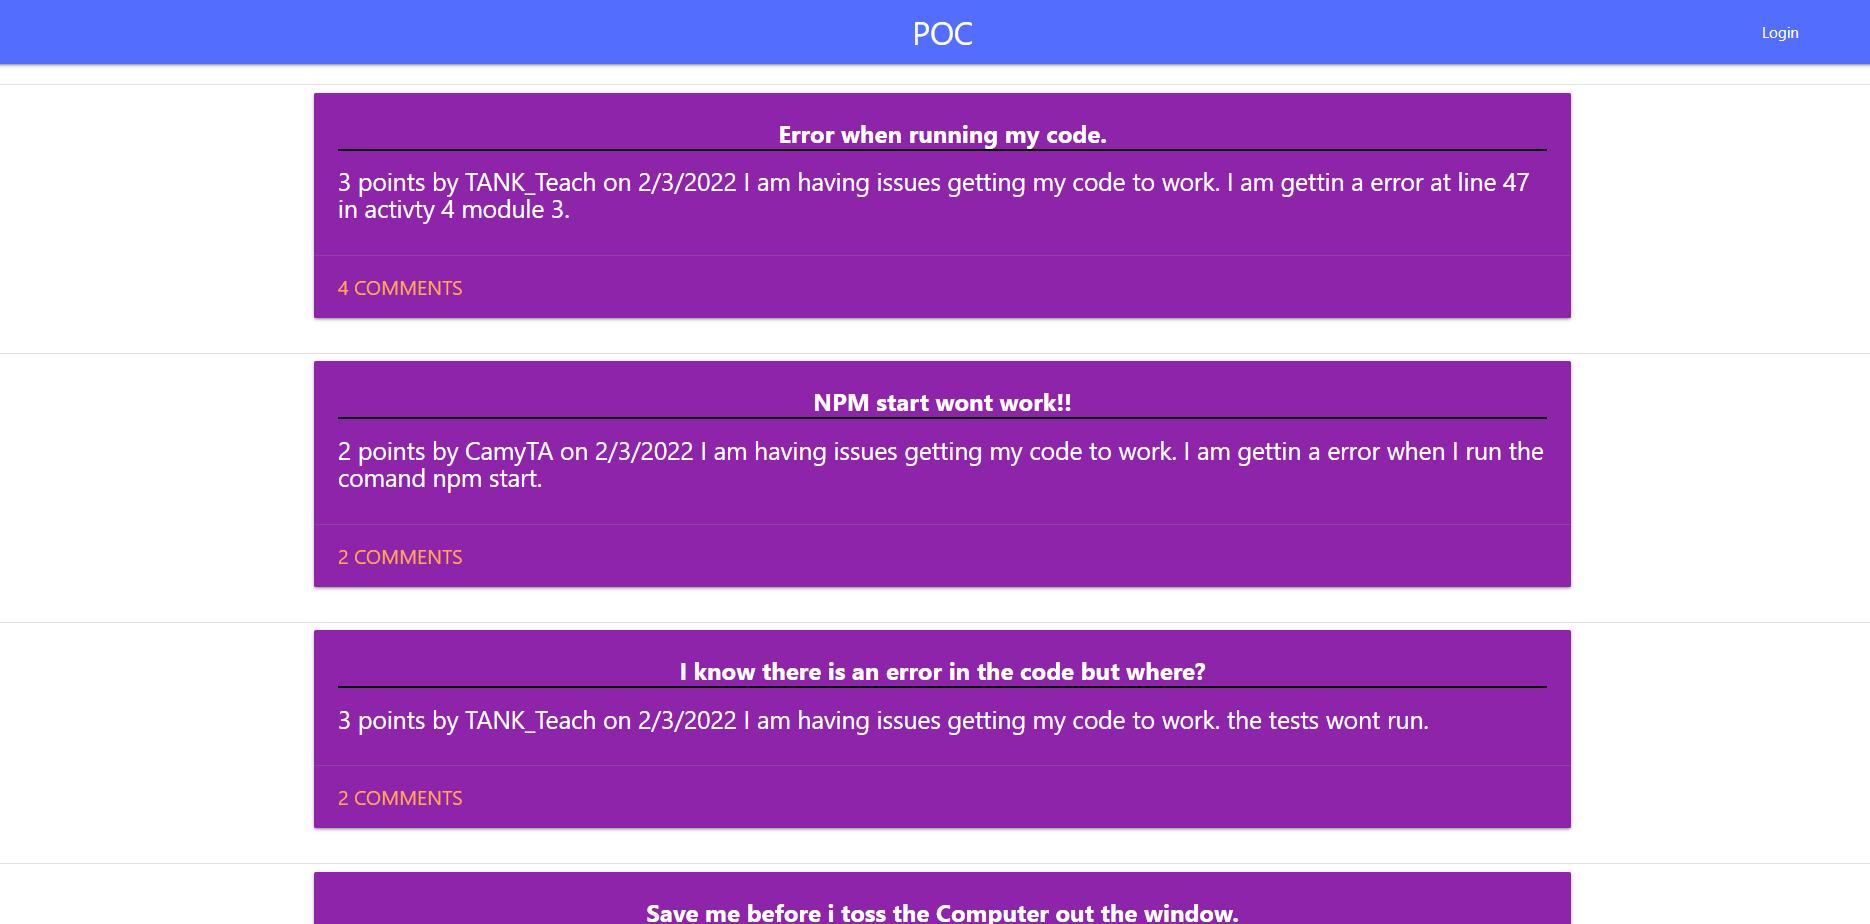 POC
Login
Error when running my code.
3 points by TANK_Teach on 2/3/2022 I am having issues getting my code to work. I am gettin a error at line 47
in activty 4 module 3.
4 COMMENTS
NPM start wont work!!
2 points by CamyTA on 2/3/2022 I am having issues getting my code to work. I am gettin a error when I run the
comand npm start.
2 COMMENTS
I know there is an error in the code but where?
3 points by TANK_Teach on 2/3/2022 I am having issues getting my code to work. the tests wont run.
2 COMMENTS
Save me before i toss the Computer out the window.